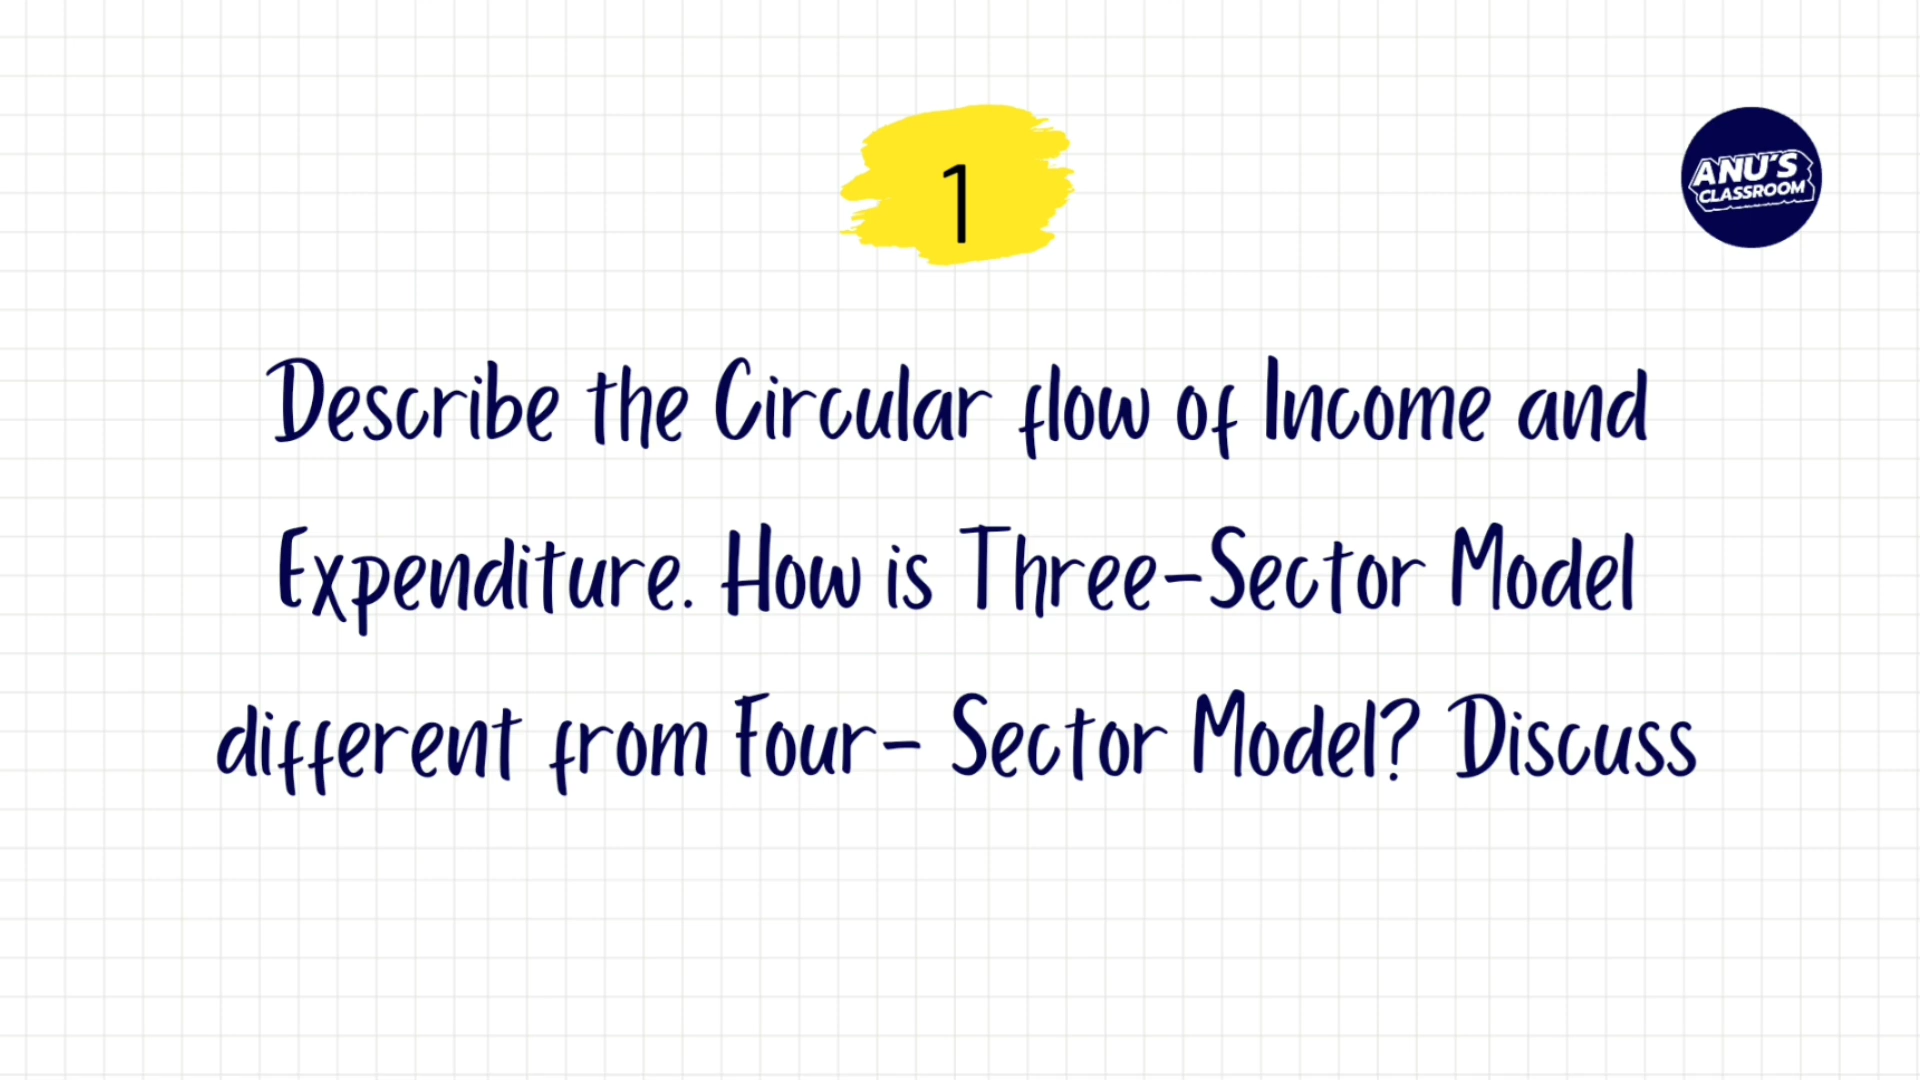 1
ANU'S
CLASSROOM
Describe the Circular flow of Income and
Expenditure. How is Three-Sector Model
different from Four- Sector Model? Discuss